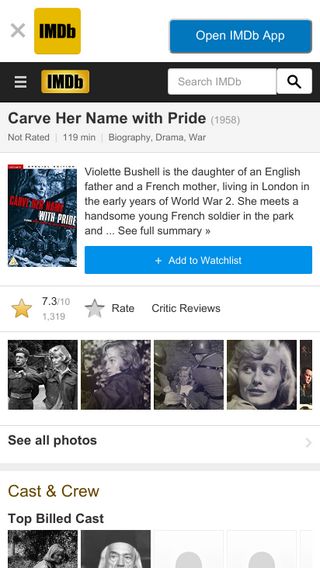 IMDb
Open IMDb App
IMDb
Search IMDb
Carve Her Name with Pride (1958)
Not Rated | 119 min | Biography, Drama, War
CARVE HER NAME
WITH PRIDE
Violette Bushell is the daughter of an English
father and a French mother, living in London in
the early years of World War 2. She meets a
handsome young French soldier in the park
and ... See full summary »
+ Add to Watchlist
7.3/10
1,319
Rate
Critic Reviews
See all photos
Cast & Crew
Top Billed Cast